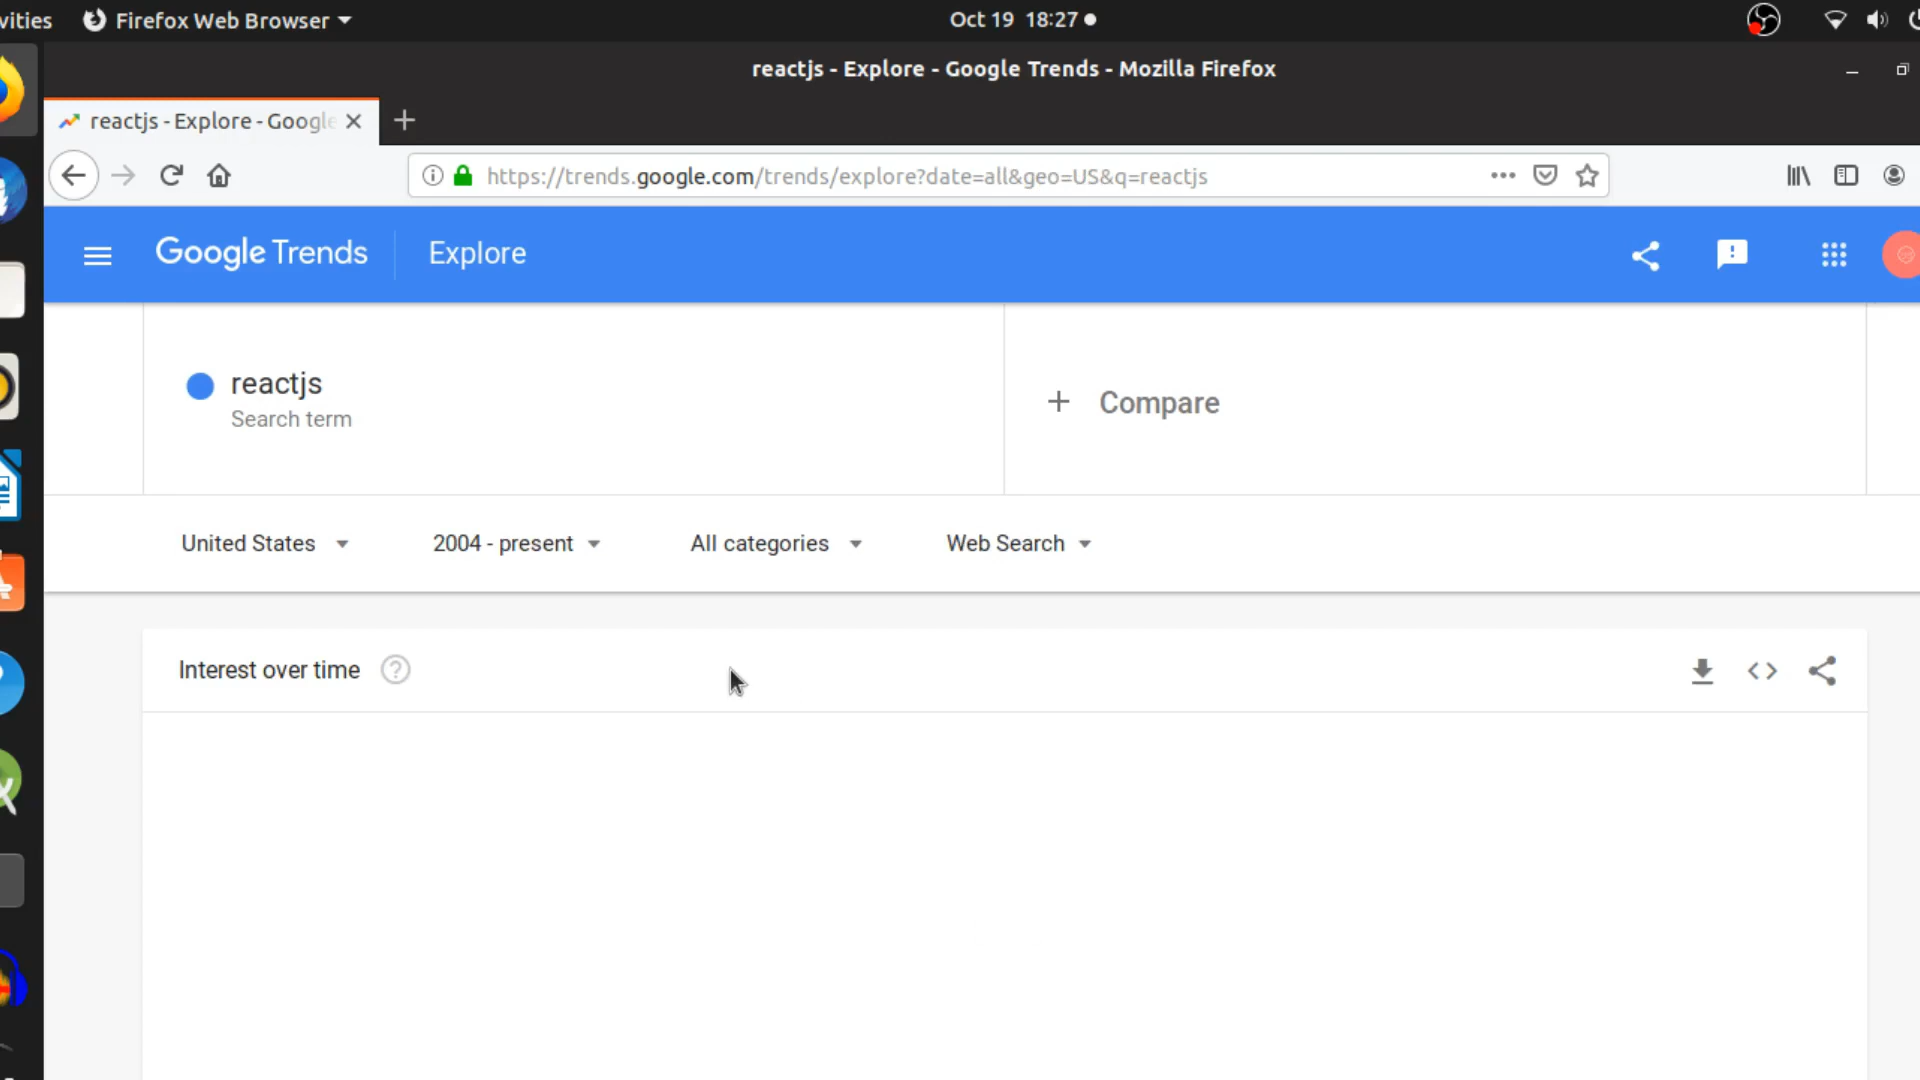 vities Firefox Web Browser Oct 19 18:27
reactjs - Explore - Google Trends - Mozilla Firefox
reactjs - Explore - Google
https://trends.google.com/trends/explore?date=all&geo=US&q=reactjs
Google Trends Explore
reactjs
Search term
+ Compare
United States 2004 - present All categories Web Search
Interest over time